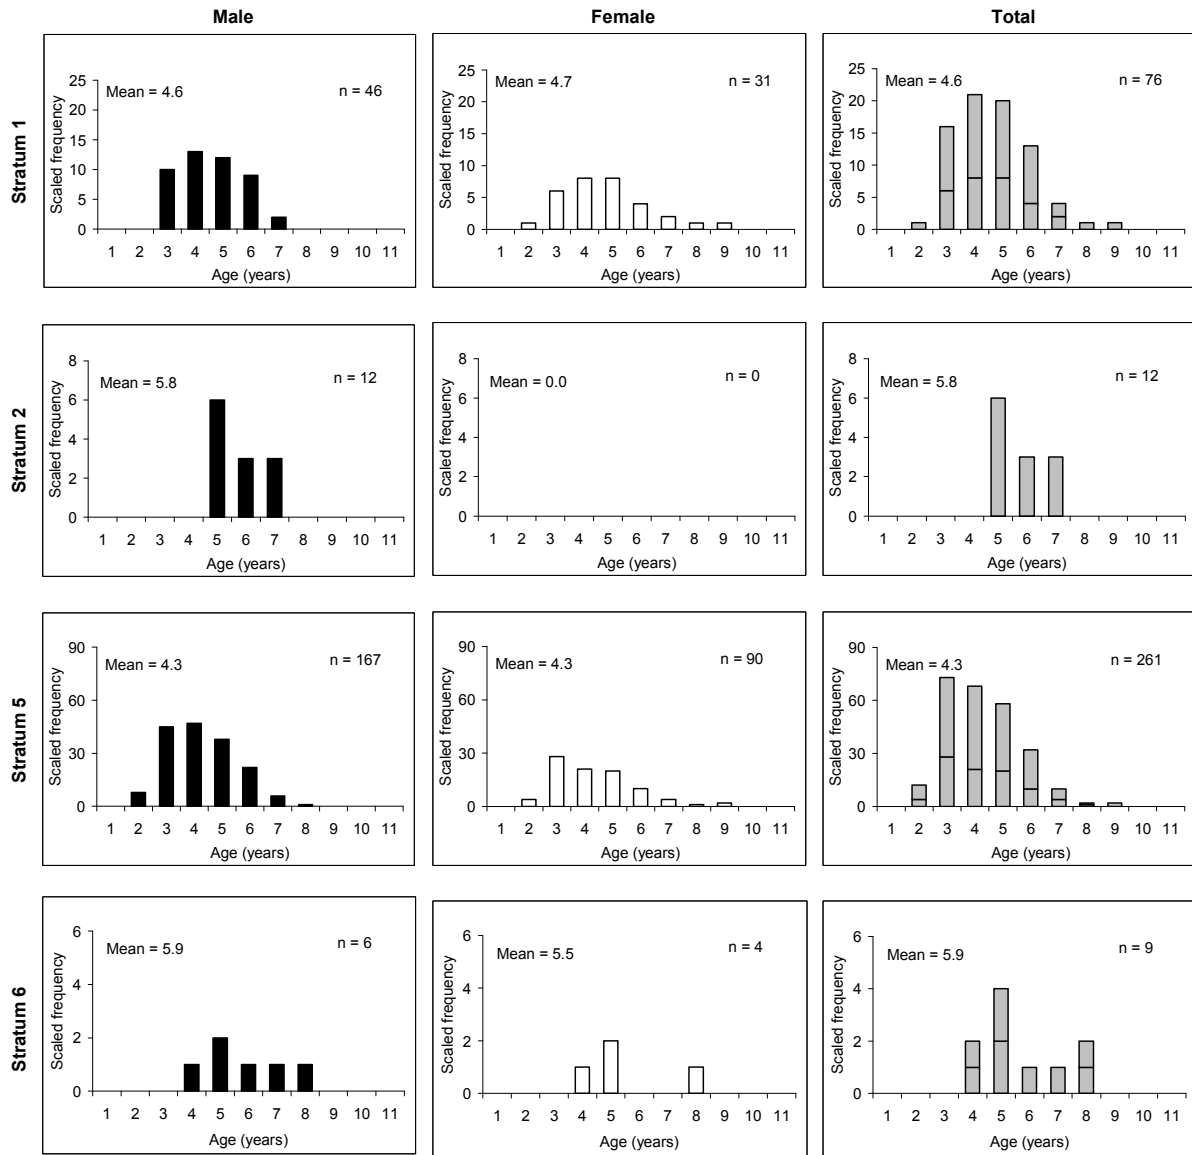 Male Female Total
Stratum 1
Scaled frequency
25
20
15
10
5
0
Mean = 4.6 n = 46
1 2 3 4 5 6 7 8 9 10 11
Age (years)
Scaled frequency
25
20
15
10
5
0
Mean = 4.7 n = 31
1 2 3 4 5 6 7 8 9 10 11
Age (years)
Scaled frequency
25
20
15
10
5
0
Mean = 4.6 n = 76
1 2 3 4 5 6 7 8 9 10 11
Age (years)
Stratum 2
Scaled frequency
8
6
4
2
0
Mean = 5.8 n = 12
1 2 3 4 5 6 7 8 9 10 11
Age (years)
Scaled frequency
8
6
4
2
0
Mean = 0.0 n = 0
1 2 3 4 5 6 7 8 9 10 11
Age (years)
Scaled frequency
8
6
4
2
0
Mean = 5.8 n = 12
1 2 3 4 5 6 7 8 9 10 11
Age (years)
Stratum 5
Scaled frequency
90
60
30
0
Mean = 4.3 n = 167
1 2 3 4 5 6 7 8 9 10 11
Age (years)
Scaled frequency
90
60
30
0
Mean = 4.3 n = 90
1 2 3 4 5 6 7 8 9 10 11
Age (years)
Scaled frequency
90
60
30
0
Mean = 4.3 n = 261
1 2 3 4 5 6 7 8 9 10 11
Age (years)
Stratum 6
Scaled frequency
6
4
2
0
Mean = 5.9 n = 6
1 2 3 4 5 6 7 8 9 10 11
Age (years)
Scaled frequency
6
4
2
0
Mean = 5.5 n = 4
1 2 3 4 5 6 7 8 9 10 11
Age (years)
Scaled frequency
6
4
2
0
Mean = 5.9 n = 9
1 2 3 4 5 6 7 8 9 10 11
Age (years)